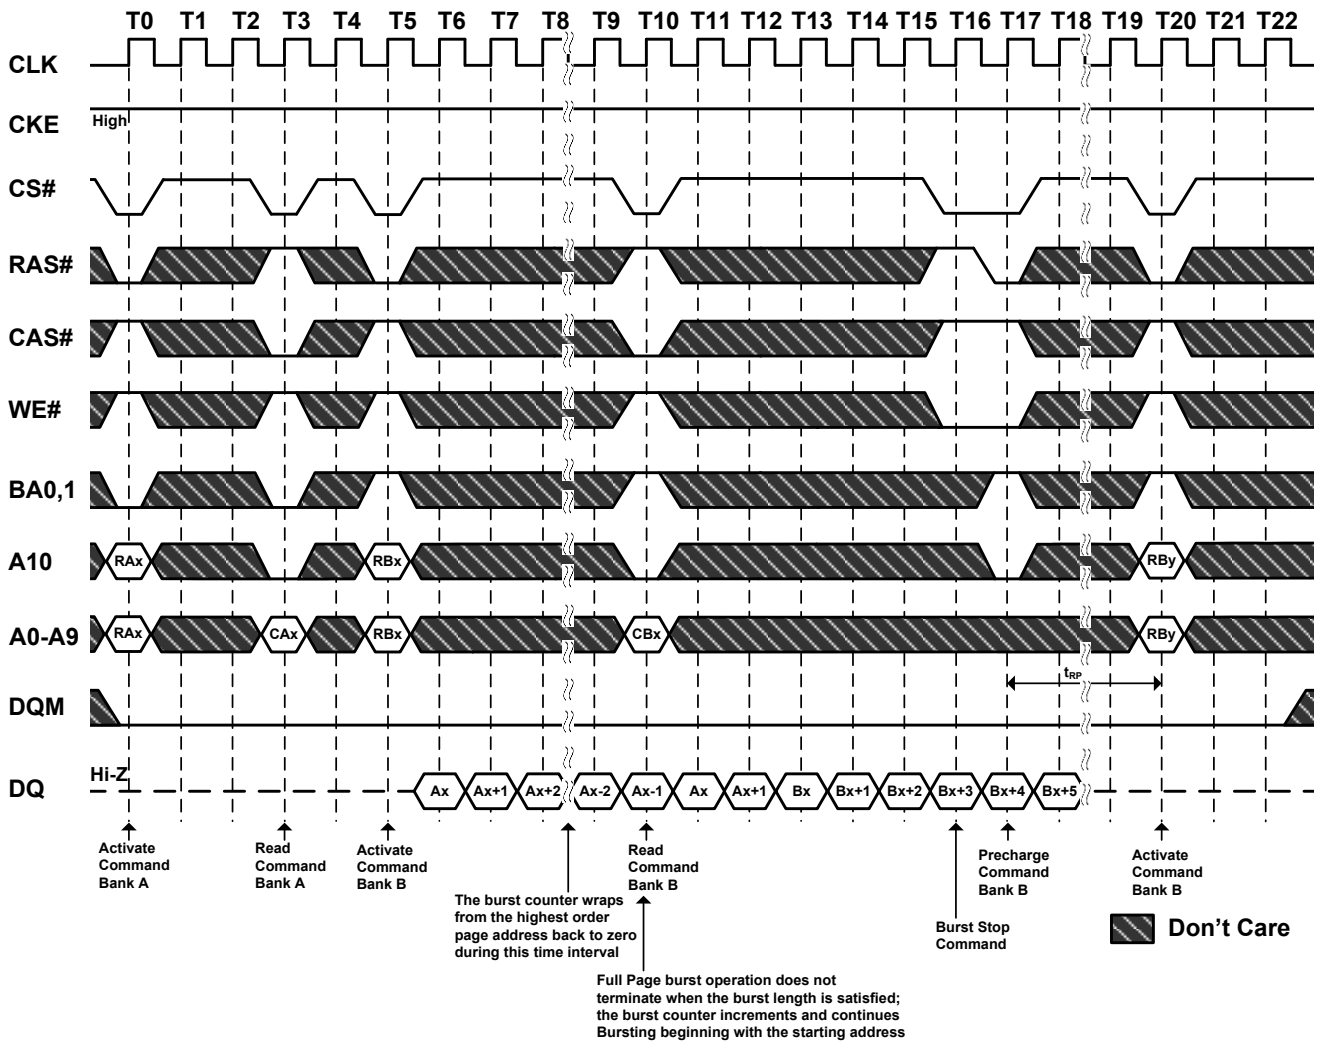 T0 T1 T2 T3 T4 T5 T6 T7 T8 T9 T10 T11 T12 T13 T14 T15 T16 T17 T18 T19 T20 T21 T22
CLK
CKE High
CS#
RAS#
CAS#
WE#
BA0,1
A10 RAx RBx RBy
A0-A9 RAx CAx RBx CBx RBy
tRP
DQM
Hi-Z
DQ Ax Ax+1 Ax+2 Ax-2 Ax-1 Ax Ax+1 Bx Bx+1 Bx+2 Bx+3 Bx+4 Bx+5
Activate
Command
Bank A
Read
Command
Bank A
Activate
Command
Bank B
The burst counter wraps
from the highest order
page address back to zero
during this time interval
Read
Command
Bank B
Full Page burst operation does not
terminate when the burst length is satisfied;
the burst counter increments and continues
Bursting beginning with the starting address
Burst Stop
Command
Precharge
Command
Bank B
Activate
Command
Bank B
Don't Care